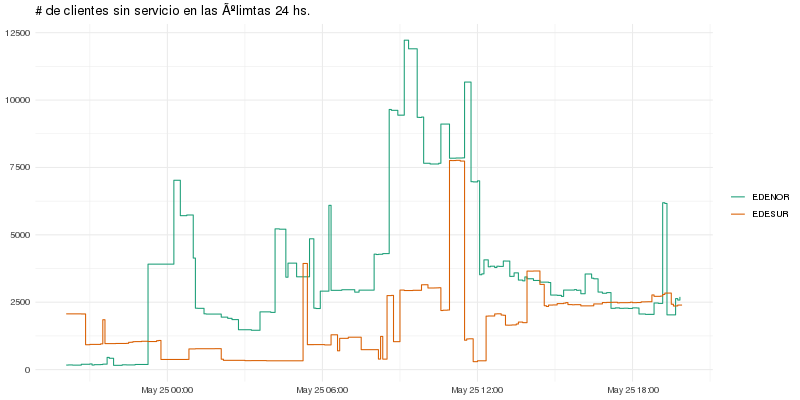 # de clientes sin servicio en las Ãºlimtas 24 hs.
12500
10000
7500
5000
2500
0
May 25 00:00
May 25 06:00
May 25 12:00
May 25 18:00
EDENOR
EDESUR